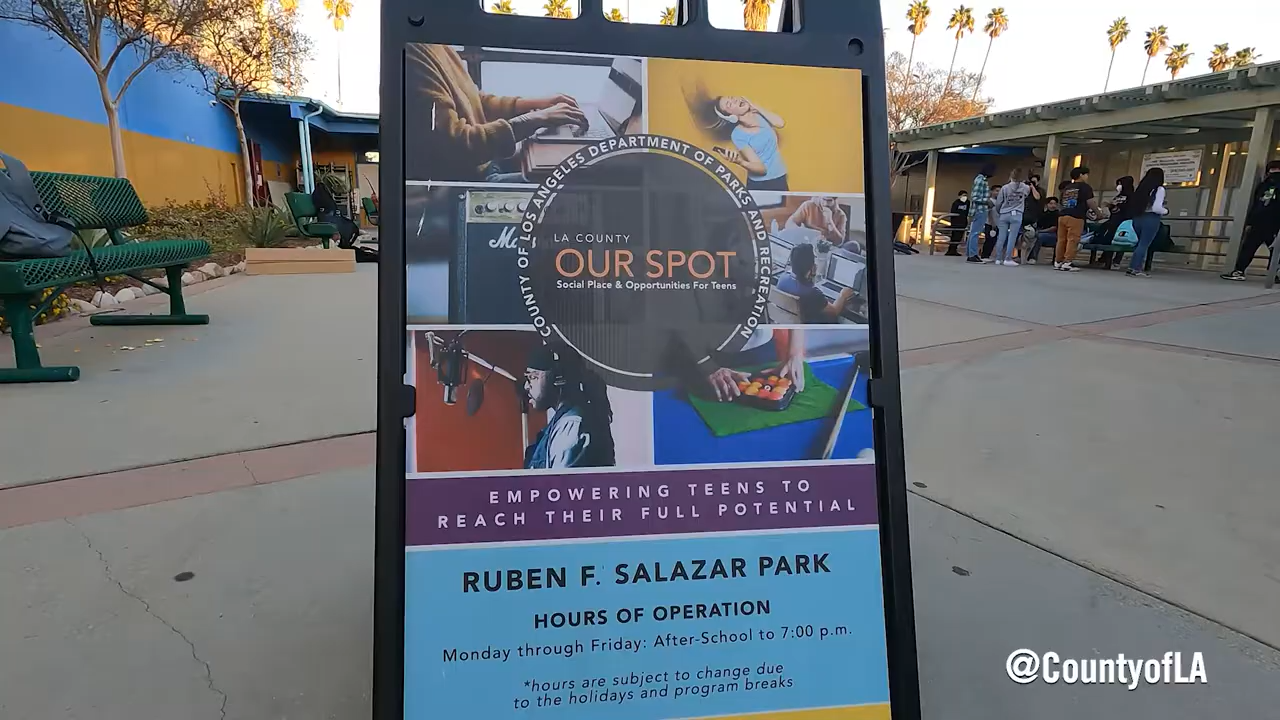 COUNTY OF LOS ANGELES DEPARTMENT OF PARKS AND RECREATION
LA COUNTY
OUR SPOT
Social Place & Opportunities For Teens
EMPOWERING TEENS TO
REACH THEIR FULL POTENTIAL
RUBEN F. SALAZAR PARK
HOURS OF OPERATION
Monday through Friday: After-School to 7:00 p.m.
*hours are subject to change due
to the holidays and program breaks
@CountyofLA